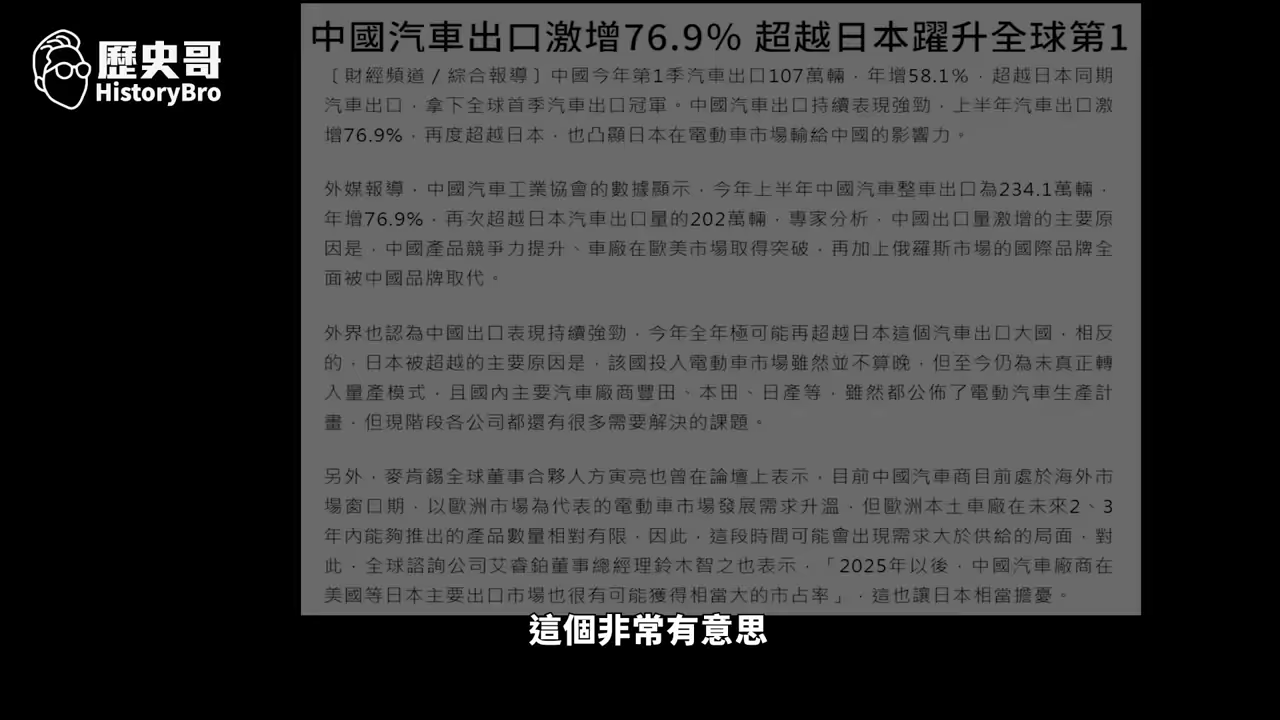 歷史哥
HistoryBro
中國汽車出口激增76.9% 超越日本躍升全球第1
〔財經頻道/綜合報導〕中國今年第1季汽車出口107萬輛，年增58.1%，超越日本同期
汽車出口，拿下全球首季汽車出口冠軍。中國汽車出口持續表現強勁，上半年汽車出口激
增76.9%，再度超越日本，也凸顯日本在電動車市場輸給中國的影響力。
外媒報導，中國汽車工業協會的數據顯示，今年上半年中國汽車整車出口為234.1萬輛，
年增76.9%，再次超越日本汽車出口量的202萬輛，專家分析，中國出口量激增的主要原
因是，中國產品競爭力提升、車廠在歐美市場取得突破，再加上俄羅斯市場的國際品牌全
面被中國品牌取代。
外界也認為中國出口表現持續強勁，今年全年極可能再超越日本這個汽車出口大國，相反
的，日本被超越的主要原因是，該國投入電動車市場雖然並不算晚，但至今仍為未真正轉
入量產模式，且國內主要汽車廠商豐田、本田、日產等，雖然都公佈了電動汽車生產計
畫，但現階段各公司都還有很多需要解決的課題。
另外，麥肯錫全球董事合夥人方寅亮也曾在論壇上表示，目前中國汽車商目前處於海外市
場窗口期，以歐洲市場為代表的電動車市場發展需求升溫，但歐洲本土車廠在未來2、3
年內能夠推出的產品數量相對有限，因此，這段時間可能會出現需求大於供給的局面，對
此，全球諮詢公司艾睿鉑董事總經理鈴木智之也表示，「2025年以後，中國汽車廠商在
美國等日本主要出口市場也很有可能獲得相當大的市占率」，這也讓日本相當擔憂。
這個非常有意思